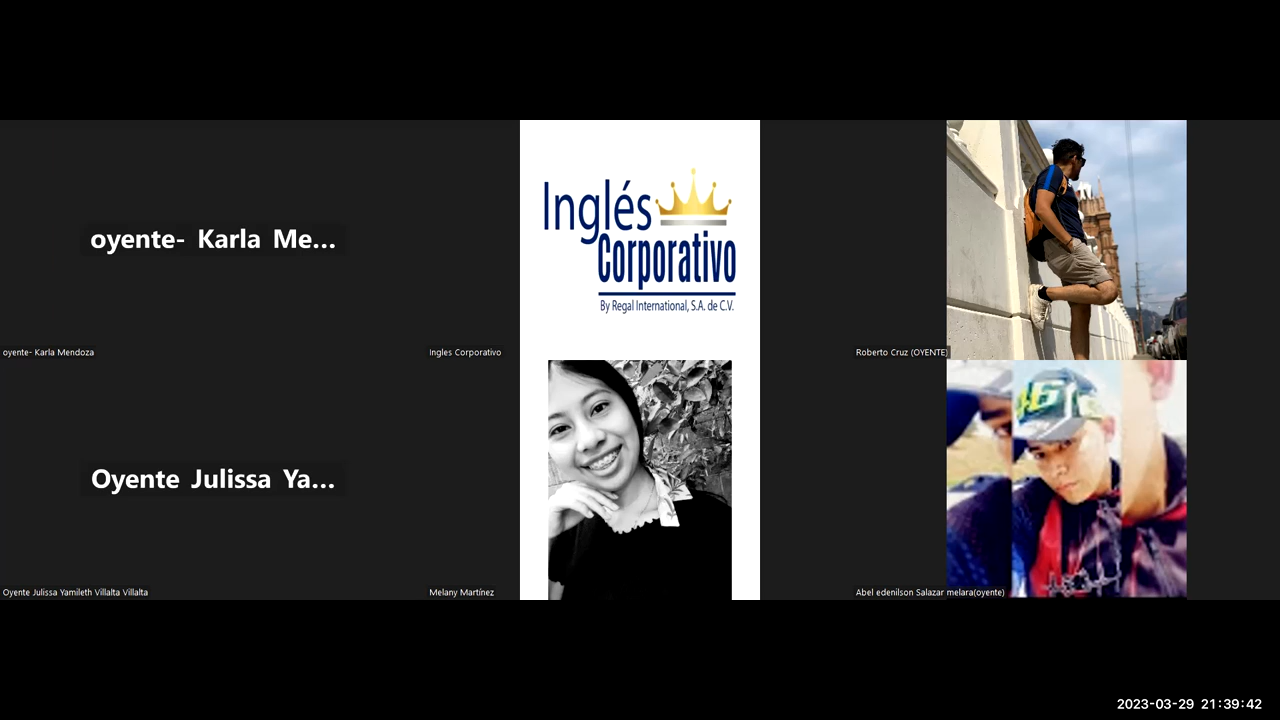 oyente- Karla Me...
oyente- Karla Mendoza
Inglés
Corporativo
By Regal International, S.A. de C.V.
Ingles Corporativo
Roberto Cruz (OYENTE)
Oyente Julissa Ya...
Oyente Julissa Yamileth Villalta Villalta
Melany Martínez
46
Abel edenilson Salazar melara(oyente)
2023-03-29 21:39:42